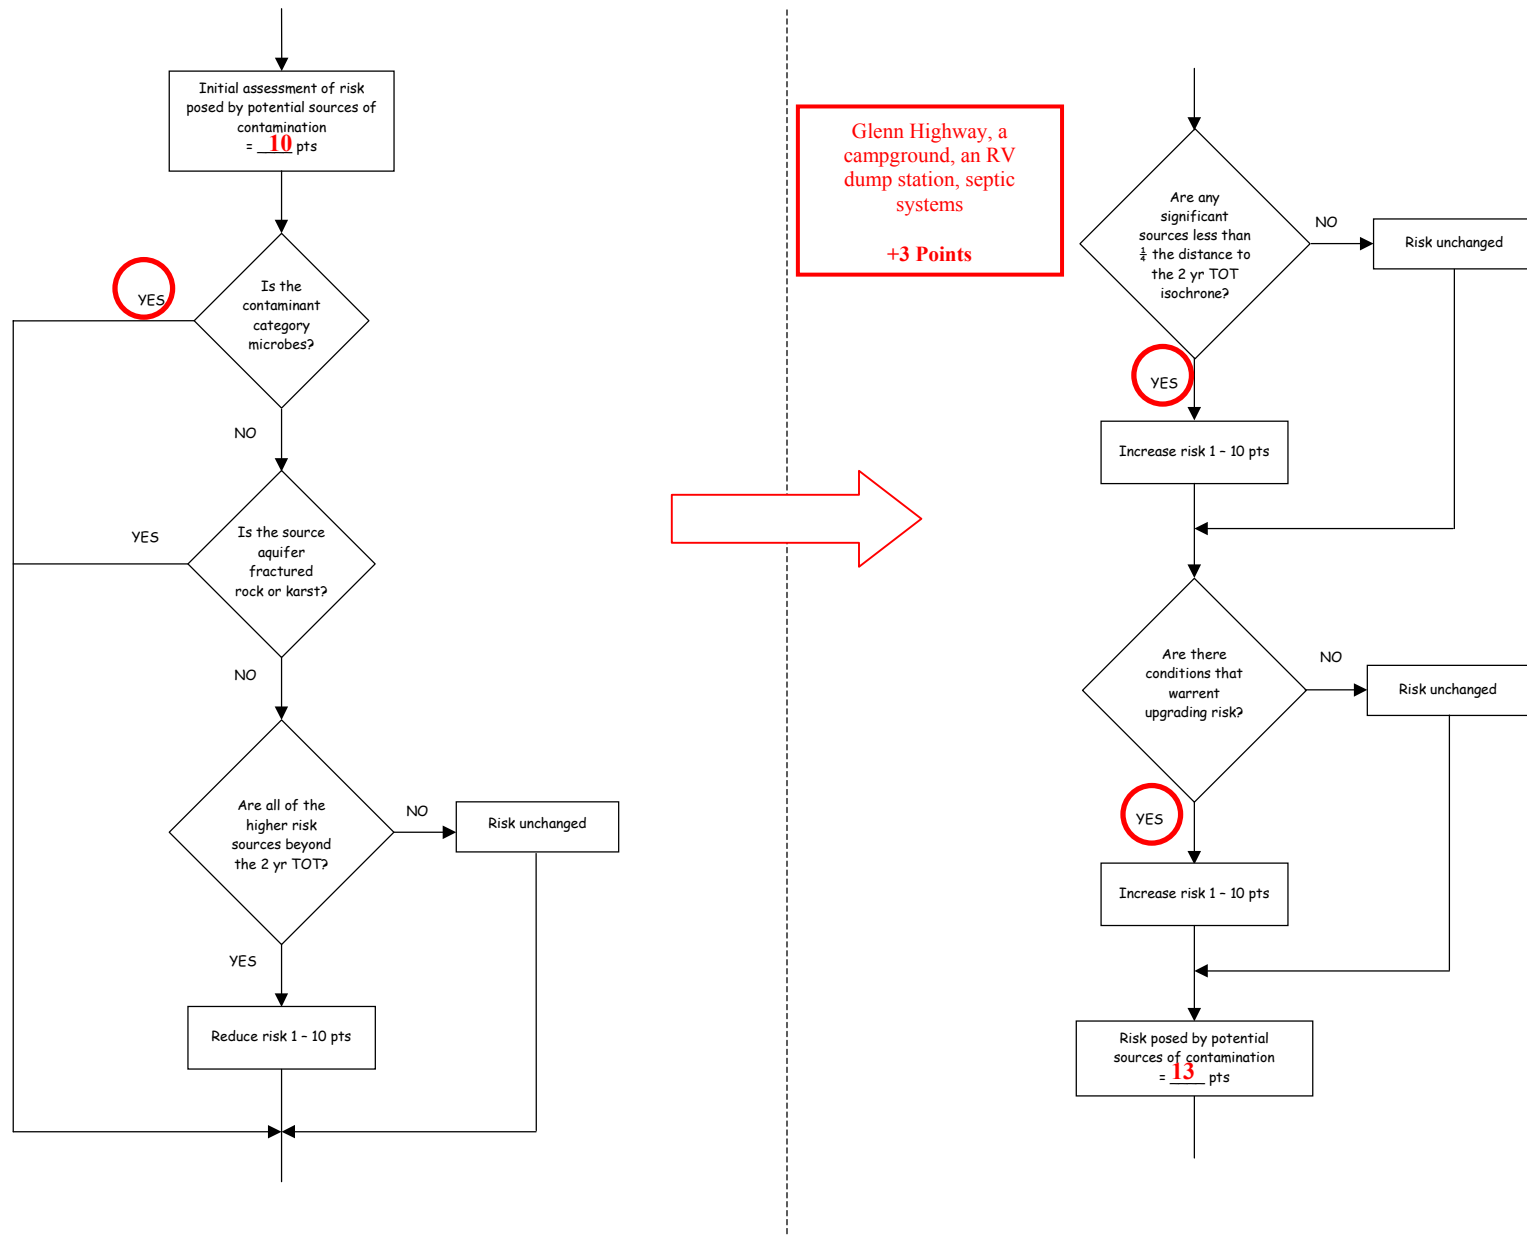 Initial assessment of risk
posed by potential sources of
contamination
= 10 pts
Is the
contaminant
category
microbes?
YES
NO
Is the source
aquifer
fractured
rock or karst?
YES
NO
Are all of the
higher risk
sources beyond
the 2 yr TOT?
NO
Risk unchanged
YES
Reduce risk 1 – 10 pts
Glenn Highway, a
campground, an RV
dump station, septic
systems
+3 Points
Are any
significant
sources less than
¼ the distance to
the 2 yr TOT
isochrone?
NO
Risk unchanged
YES
Increase risk 1 – 10 pts
Are there
conditions that
warrent
upgrading risk?
NO
Risk unchanged
YES
Increase risk 1 – 10 pts
Risk posed by potential
sources of contamination
= 13 pts